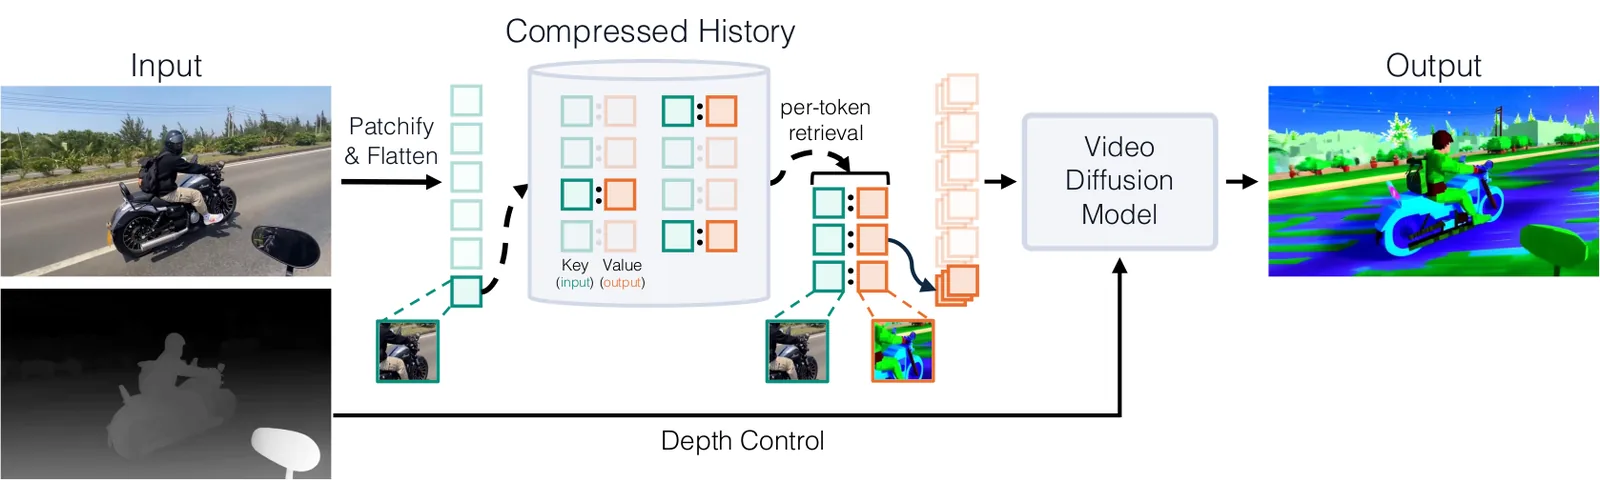 Input
Patchify
& Flatten
Compressed History
Key Value
(input) (output)
per-token
retrieval
Video
Diffusion
Model
Output
Depth Control